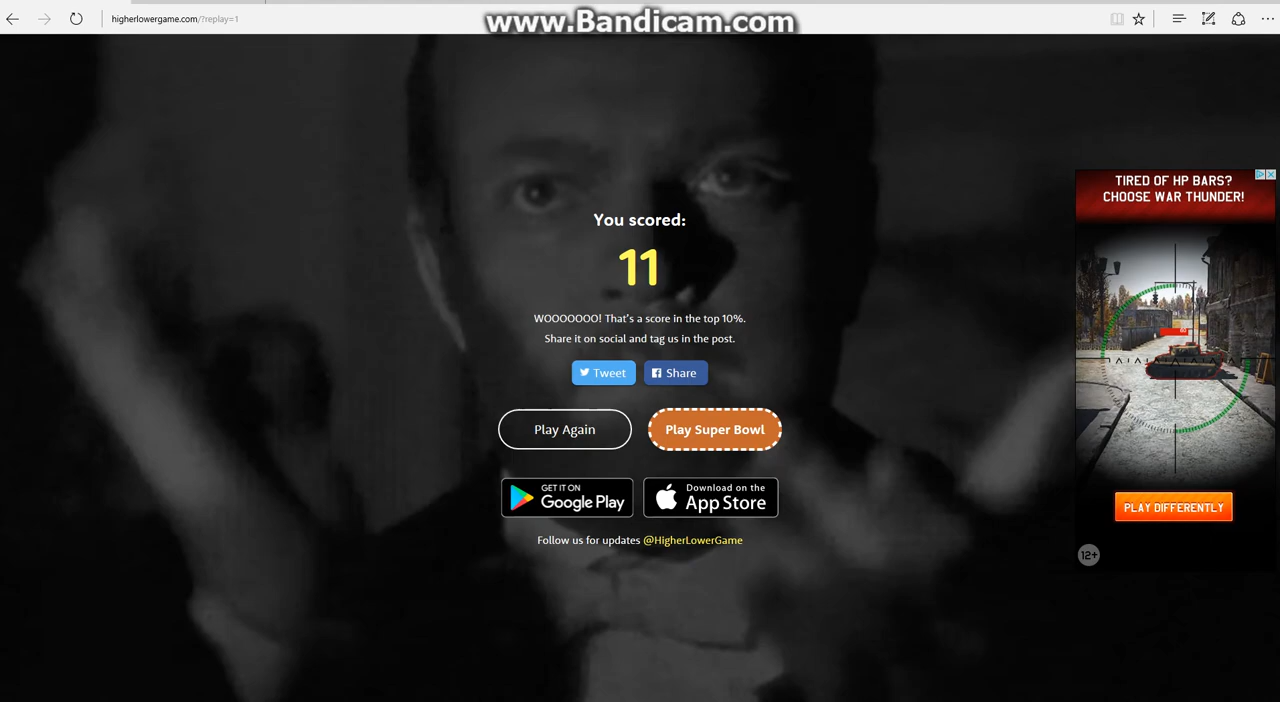 higherlowergame.com/?replay=1
www.Bandicam.com
You scored:
11
WOOOOOOO! That's a score in the top 10%.
Share it on social and tag us in the post.
Tweet
Share
Play Again
Play Super Bowl
GET IT ON
Google Play
Download on the
App Store
Follow us for updates @HigherLowerGame
TIRED OF HP BARS?
CHOOSE WAR THUNDER!
PLAY DIFFERENTLY
12+